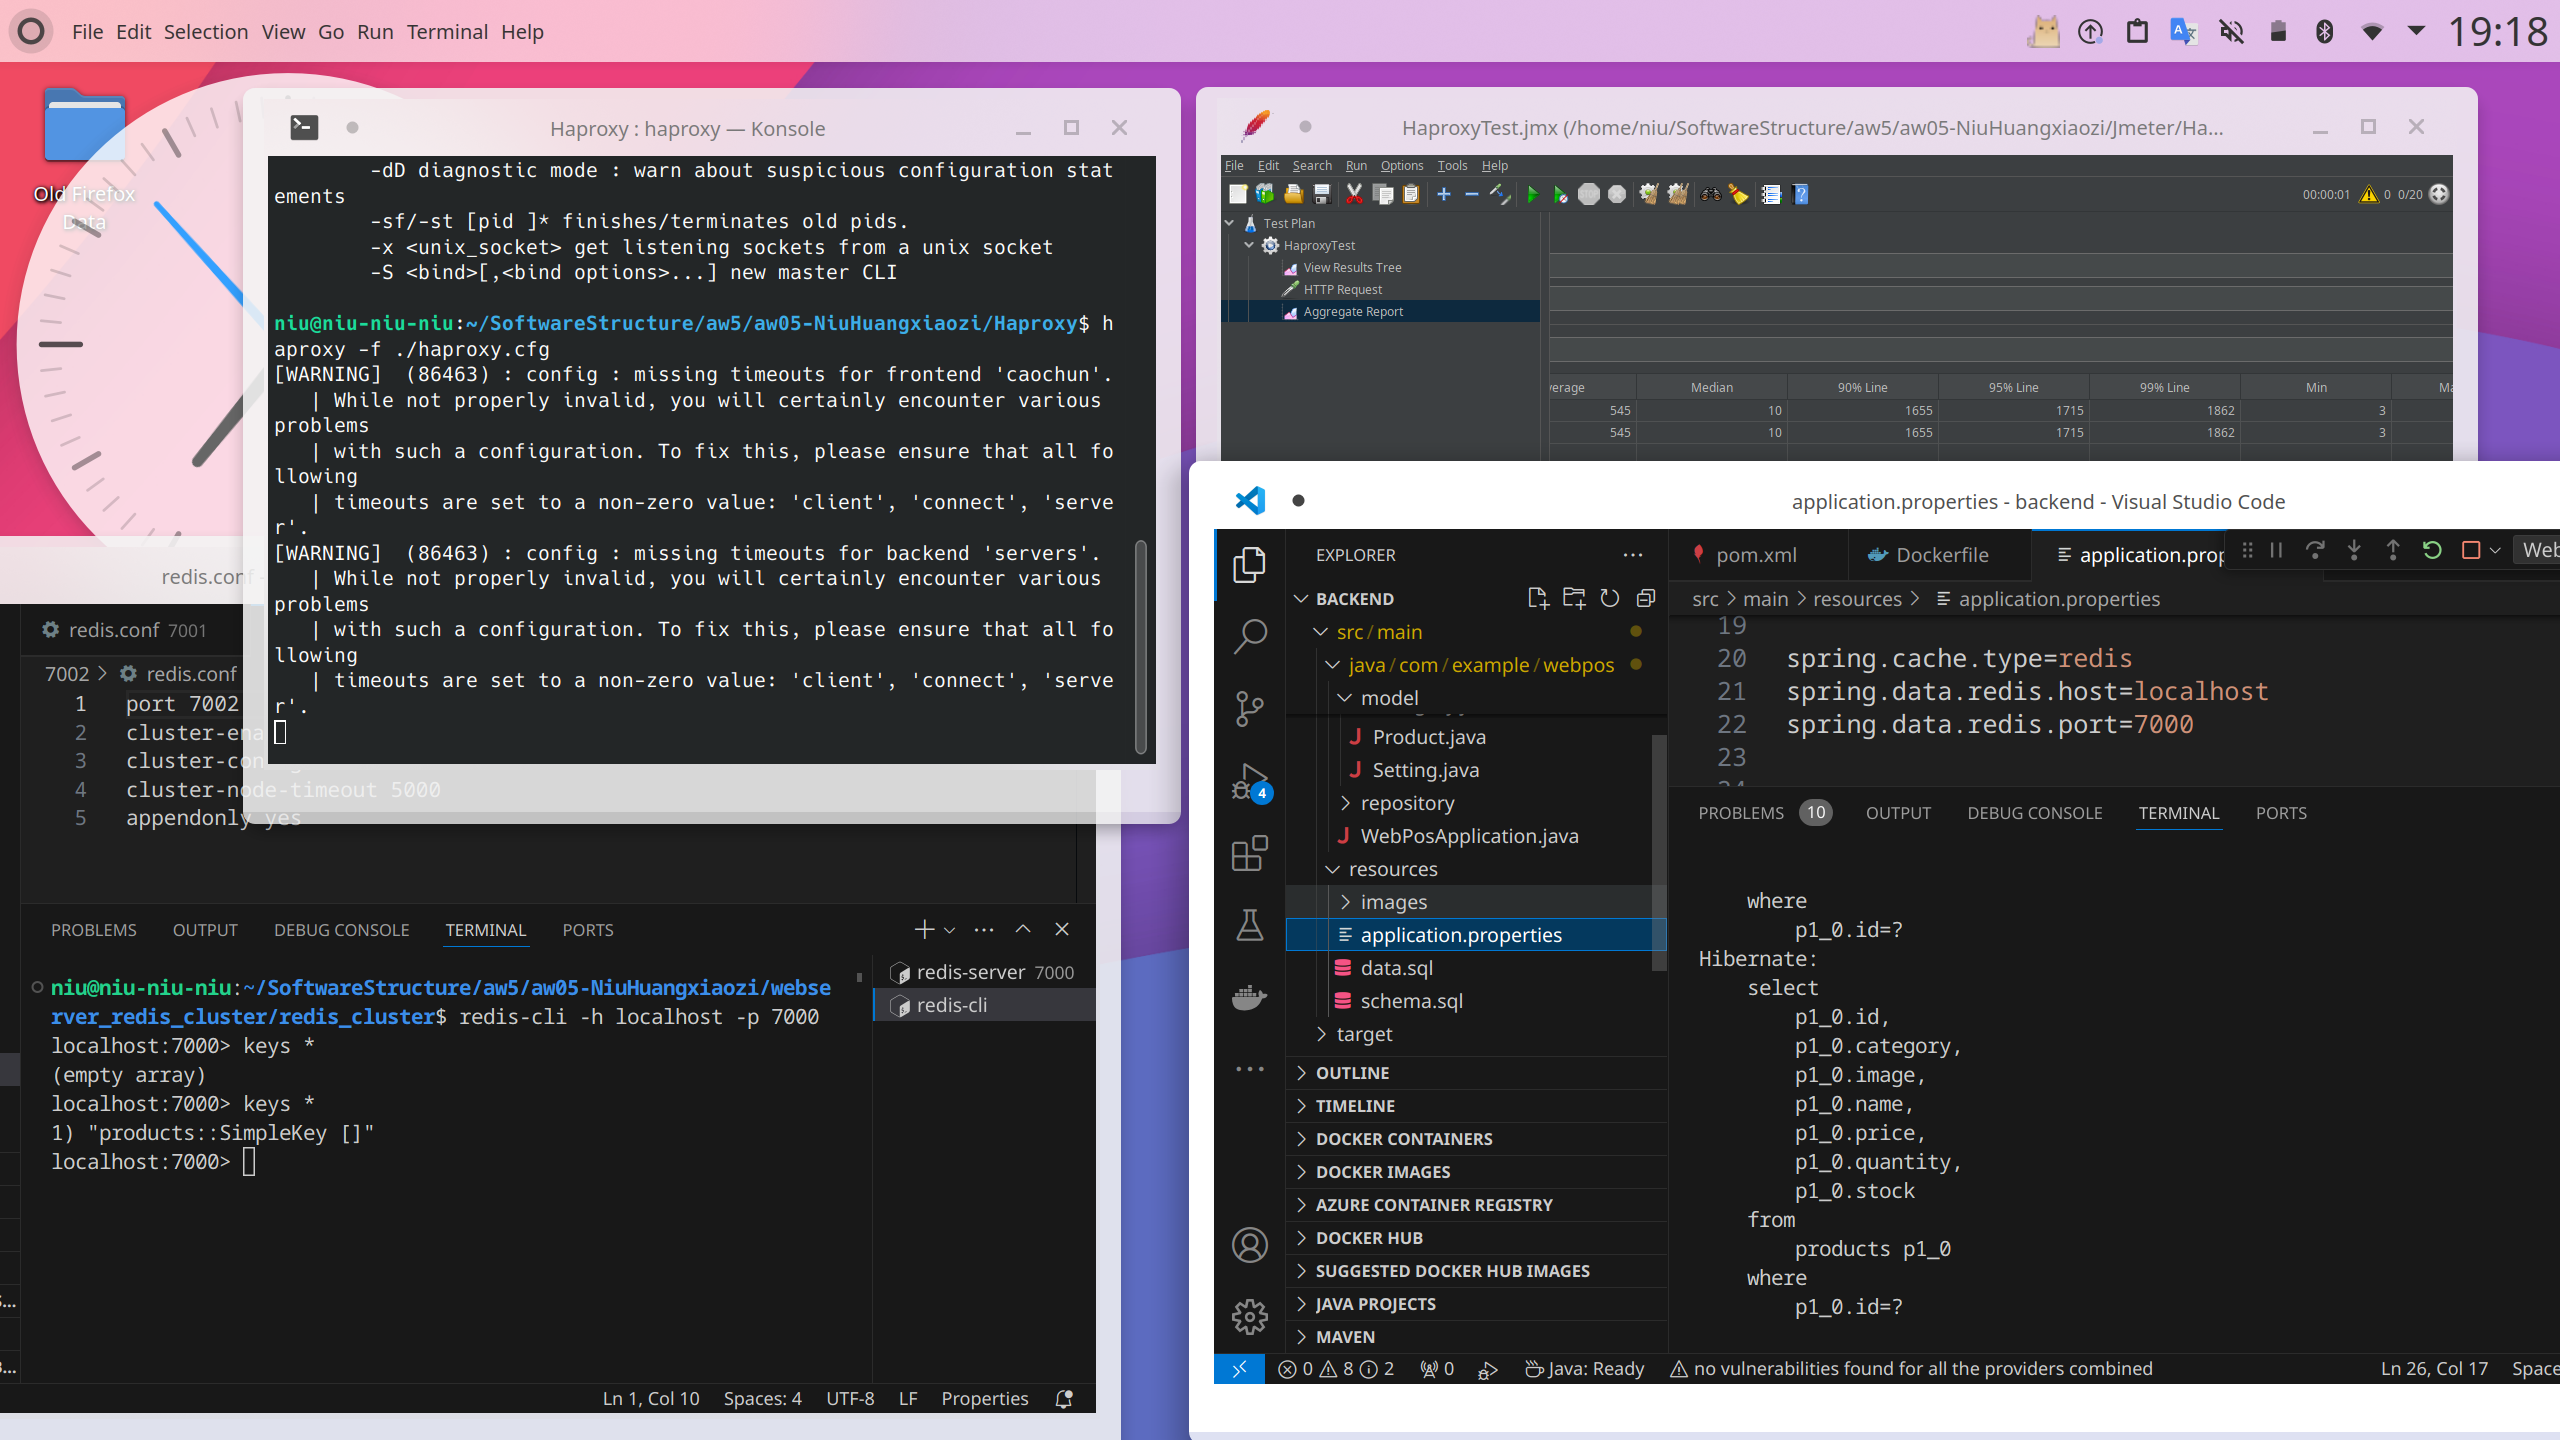 File Edit Selection View Go Run Terminal Help
19:18
Old Firefox
Data
Haproxy : haproxy — Konsole
-dD diagnostic mode : warn about suspicious configuration stat
ements
-sf/-st [pid ]* finishes/terminates old pids.
-x <unix_socket> get listening sockets from a unix socket
-S <bind>[,<bind options>...] new master CLI
niu@niu-niu-niu:~/SoftwareStructure/aw5/aw05-NiuHuangxiaozi/Haproxy$ h
aproxy -f ./haproxy.cfg
[WARNING]  (86463) : config : missing timeouts for frontend 'caochun'.
| While not properly invalid, you will certainly encounter various
problems
| with such a configuration. To fix this, please ensure that all fo
llowing
| timeouts are set to a non-zero value: 'client', 'connect', 'serve
r'.
[WARNING]  (86463) : config : missing timeouts for backend 'servers'.
| While not properly invalid, you will certainly encounter various
problems
| with such a configuration. To fix this, please ensure that all fo
llowing
| timeouts are set to a non-zero value: 'client', 'connect', 'serve
r'.
HaproxyTest.jmx (/home/niu/SoftwareStructure/aw5/aw05-NiuHuangxiaozi/Jmeter/Ha...
File Edit Search Run Options Tools Help
00:00:01 0 0/20
Test Plan
HaproxyTest
View Results Tree
HTTP Request
Aggregate Report
verage Median 90% Line 95% Line 99% Line Min Ma
545 10 1655 1715 1862 3
545 10 1655 1715 1862 3
redis.conf
redis.conf 7001
7002 > redis.conf
1 port 7002
2 cluster-ena
3 cluster-con
4 cluster-node-timeout 5000
5 appendonly yes
PROBLEMS OUTPUT DEBUG CONSOLE TERMINAL PORTS
niu@niu-niu-niu:~/SoftwareStructure/aw5/aw05-NiuHuangxiaozi/webse
rver_redis_cluster/redis_cluster$ redis-cli -h localhost -p 7000
localhost:7000> keys *
(empty array)
localhost:7000> keys *
1) "products::SimpleKey []"
localhost:7000>
redis-server 7000
redis-cli
Ln 1, Col 10 Spaces: 4 UTF-8 LF Properties
application.properties - backend - Visual Studio Code
EXPLORER
BACKEND
src / main
java / com / example / webpos
model
Product.java
Setting.java
repository
WebPosApplication.java
resources
images
application.properties
data.sql
schema.sql
target
OUTLINE
TIMELINE
DOCKER CONTAINERS
DOCKER IMAGES
AZURE CONTAINER REGISTRY
DOCKER HUB
SUGGESTED DOCKER HUB IMAGES
JAVA PROJECTS
MAVEN
4
pom.xml Dockerfile application.prop Web
src > main > resources > application.properties
19
20 spring.cache.type=redis
21 spring.data.redis.host=localhost
22 spring.data.redis.port=7000
23
PROBLEMS 10 OUTPUT DEBUG CONSOLE TERMINAL PORTS
where
p1_0.id=?
Hibernate:
select
p1_0.id,
p1_0.category,
p1_0.image,
p1_0.name,
p1_0.price,
p1_0.quantity,
p1_0.stock
from
products p1_0
where
p1_0.id=?
0 8 2 0 Java: Ready no vulnerabilities found for all the providers combined Ln 26, Col 17 Space